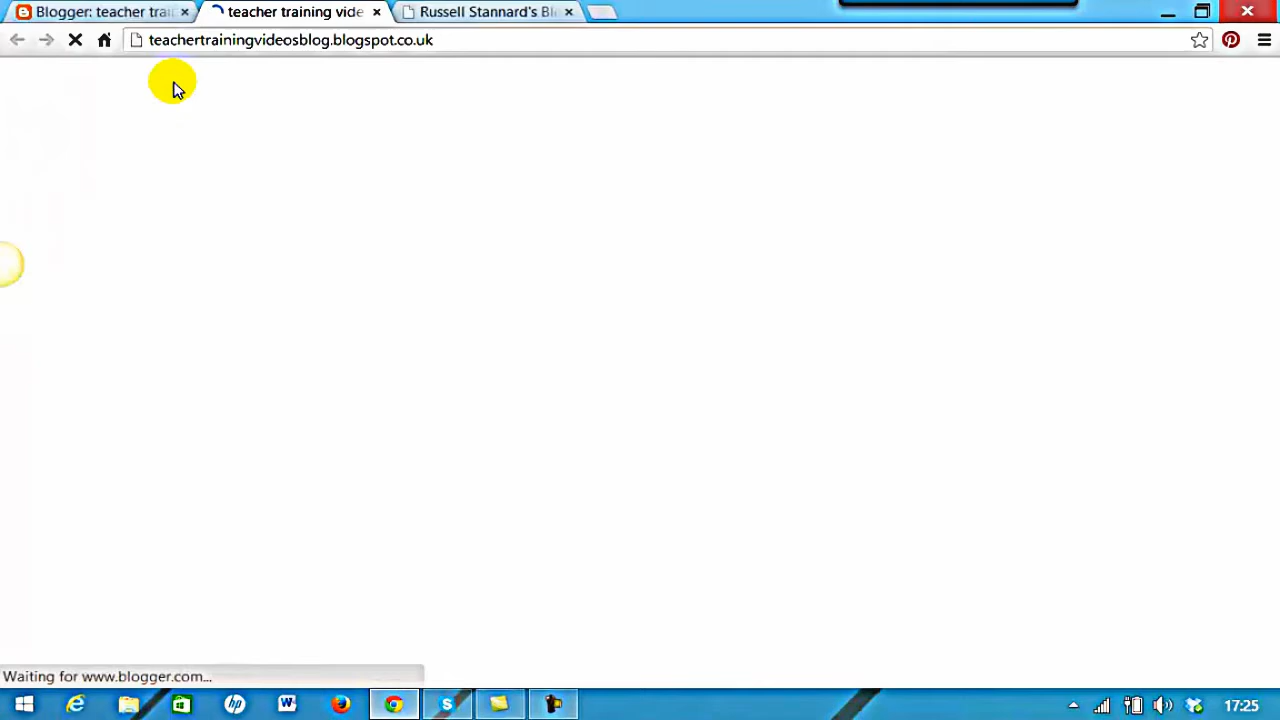 Blogger: teacher trai
teacher training vide
Russell Stannard's Bl
teachertrainingvideosblog.blogspot.co.uk
Waiting for www.blogger.com...
17:25